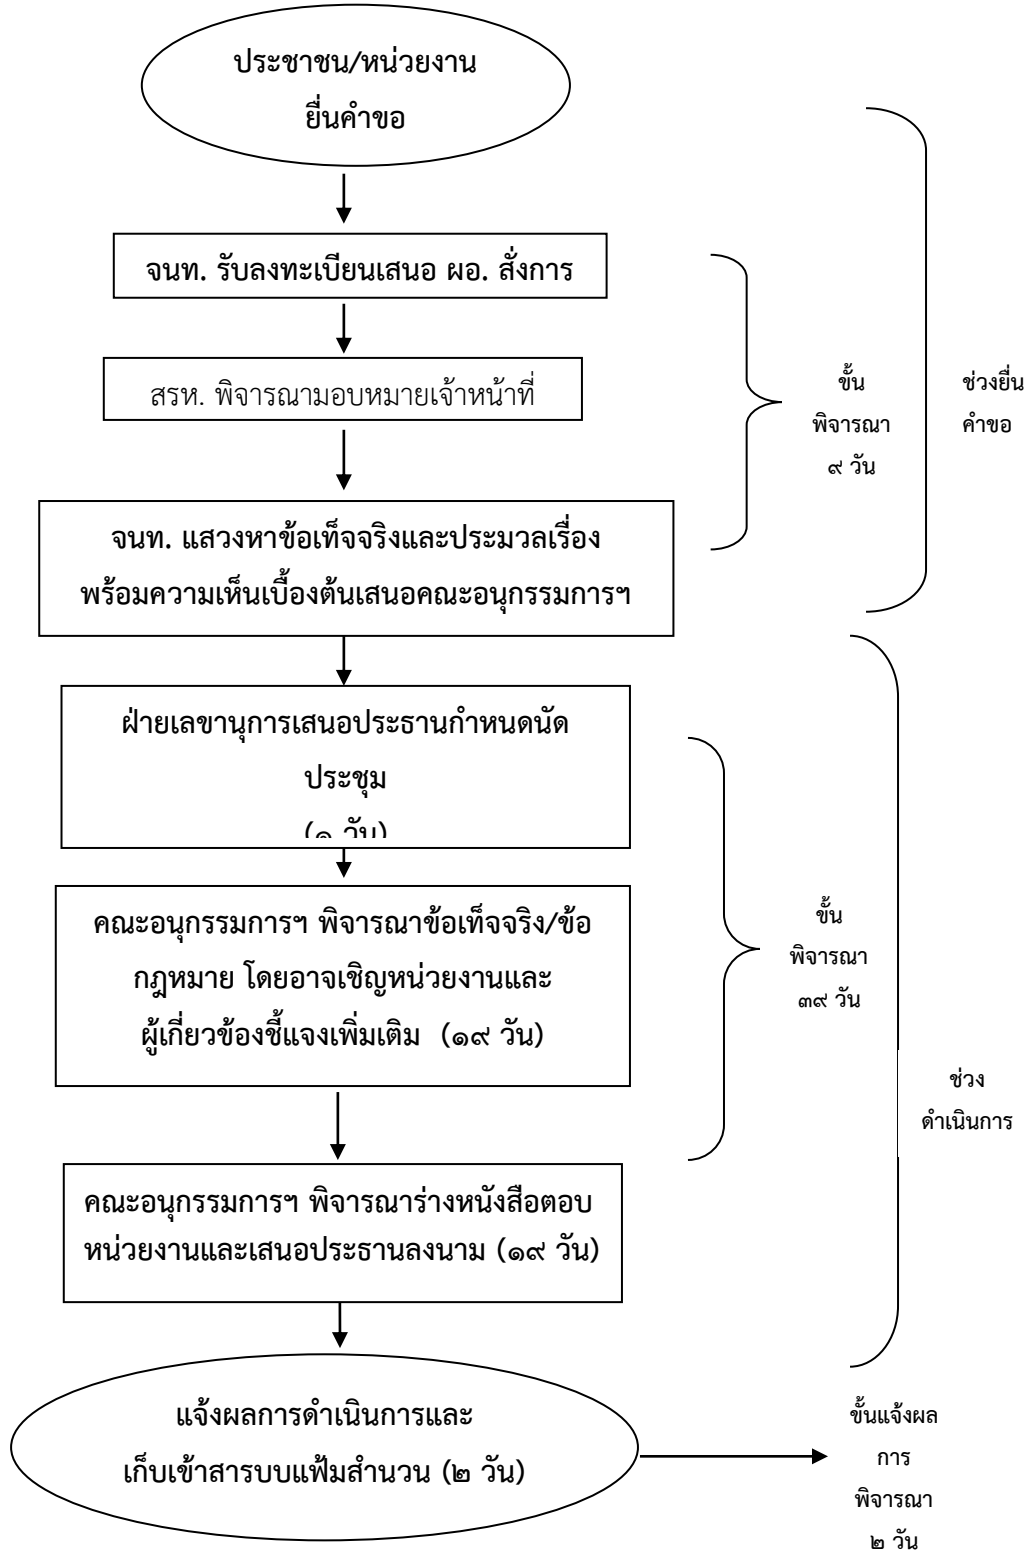 ประชาชน/หน่วยงาน
ยื่นคำขอ
จนท. รับลงทะเบียนเสนอ ผอ. สั่งการ
สรห. พิจารณามอบหมายเจ้าหน้าที่
ขั้น
พิจารณา
๙ วัน
ช่วงยื่น
คำขอ
จนท. แสวงหาข้อเท็จจริงและประมวลเรื่อง
พร้อมความเห็นเบื้องต้นเสนอคณะอนุกรรมการฯ
ฝ่ายเลขานุการเสนอประธานกำหนดนัด
ประชุม
(๑ วัน)
คณะอนุกรรมการฯ พิจารณาข้อเท็จจริง/ข้อ
กฎหมาย โดยอาจเชิญหน่วยงานและ
ผู้เกี่ยวข้องชี้แจงเพิ่มเติม (๑๙ วัน)
ขั้น
พิจารณา
๓๙ วัน
ช่วง
ดำเนินการ
คณะอนุกรรมการฯ พิจารณาร่างหนังสือตอบ
หน่วยงานและเสนอประธานลงนาม (๑๙ วัน)
แจ้งผลการดำเนินการและ
เก็บเข้าสารบบแฟ้มสำนวน (๒ วัน)
ขั้นแจ้งผล
การ
พิจารณา
๒ วัน